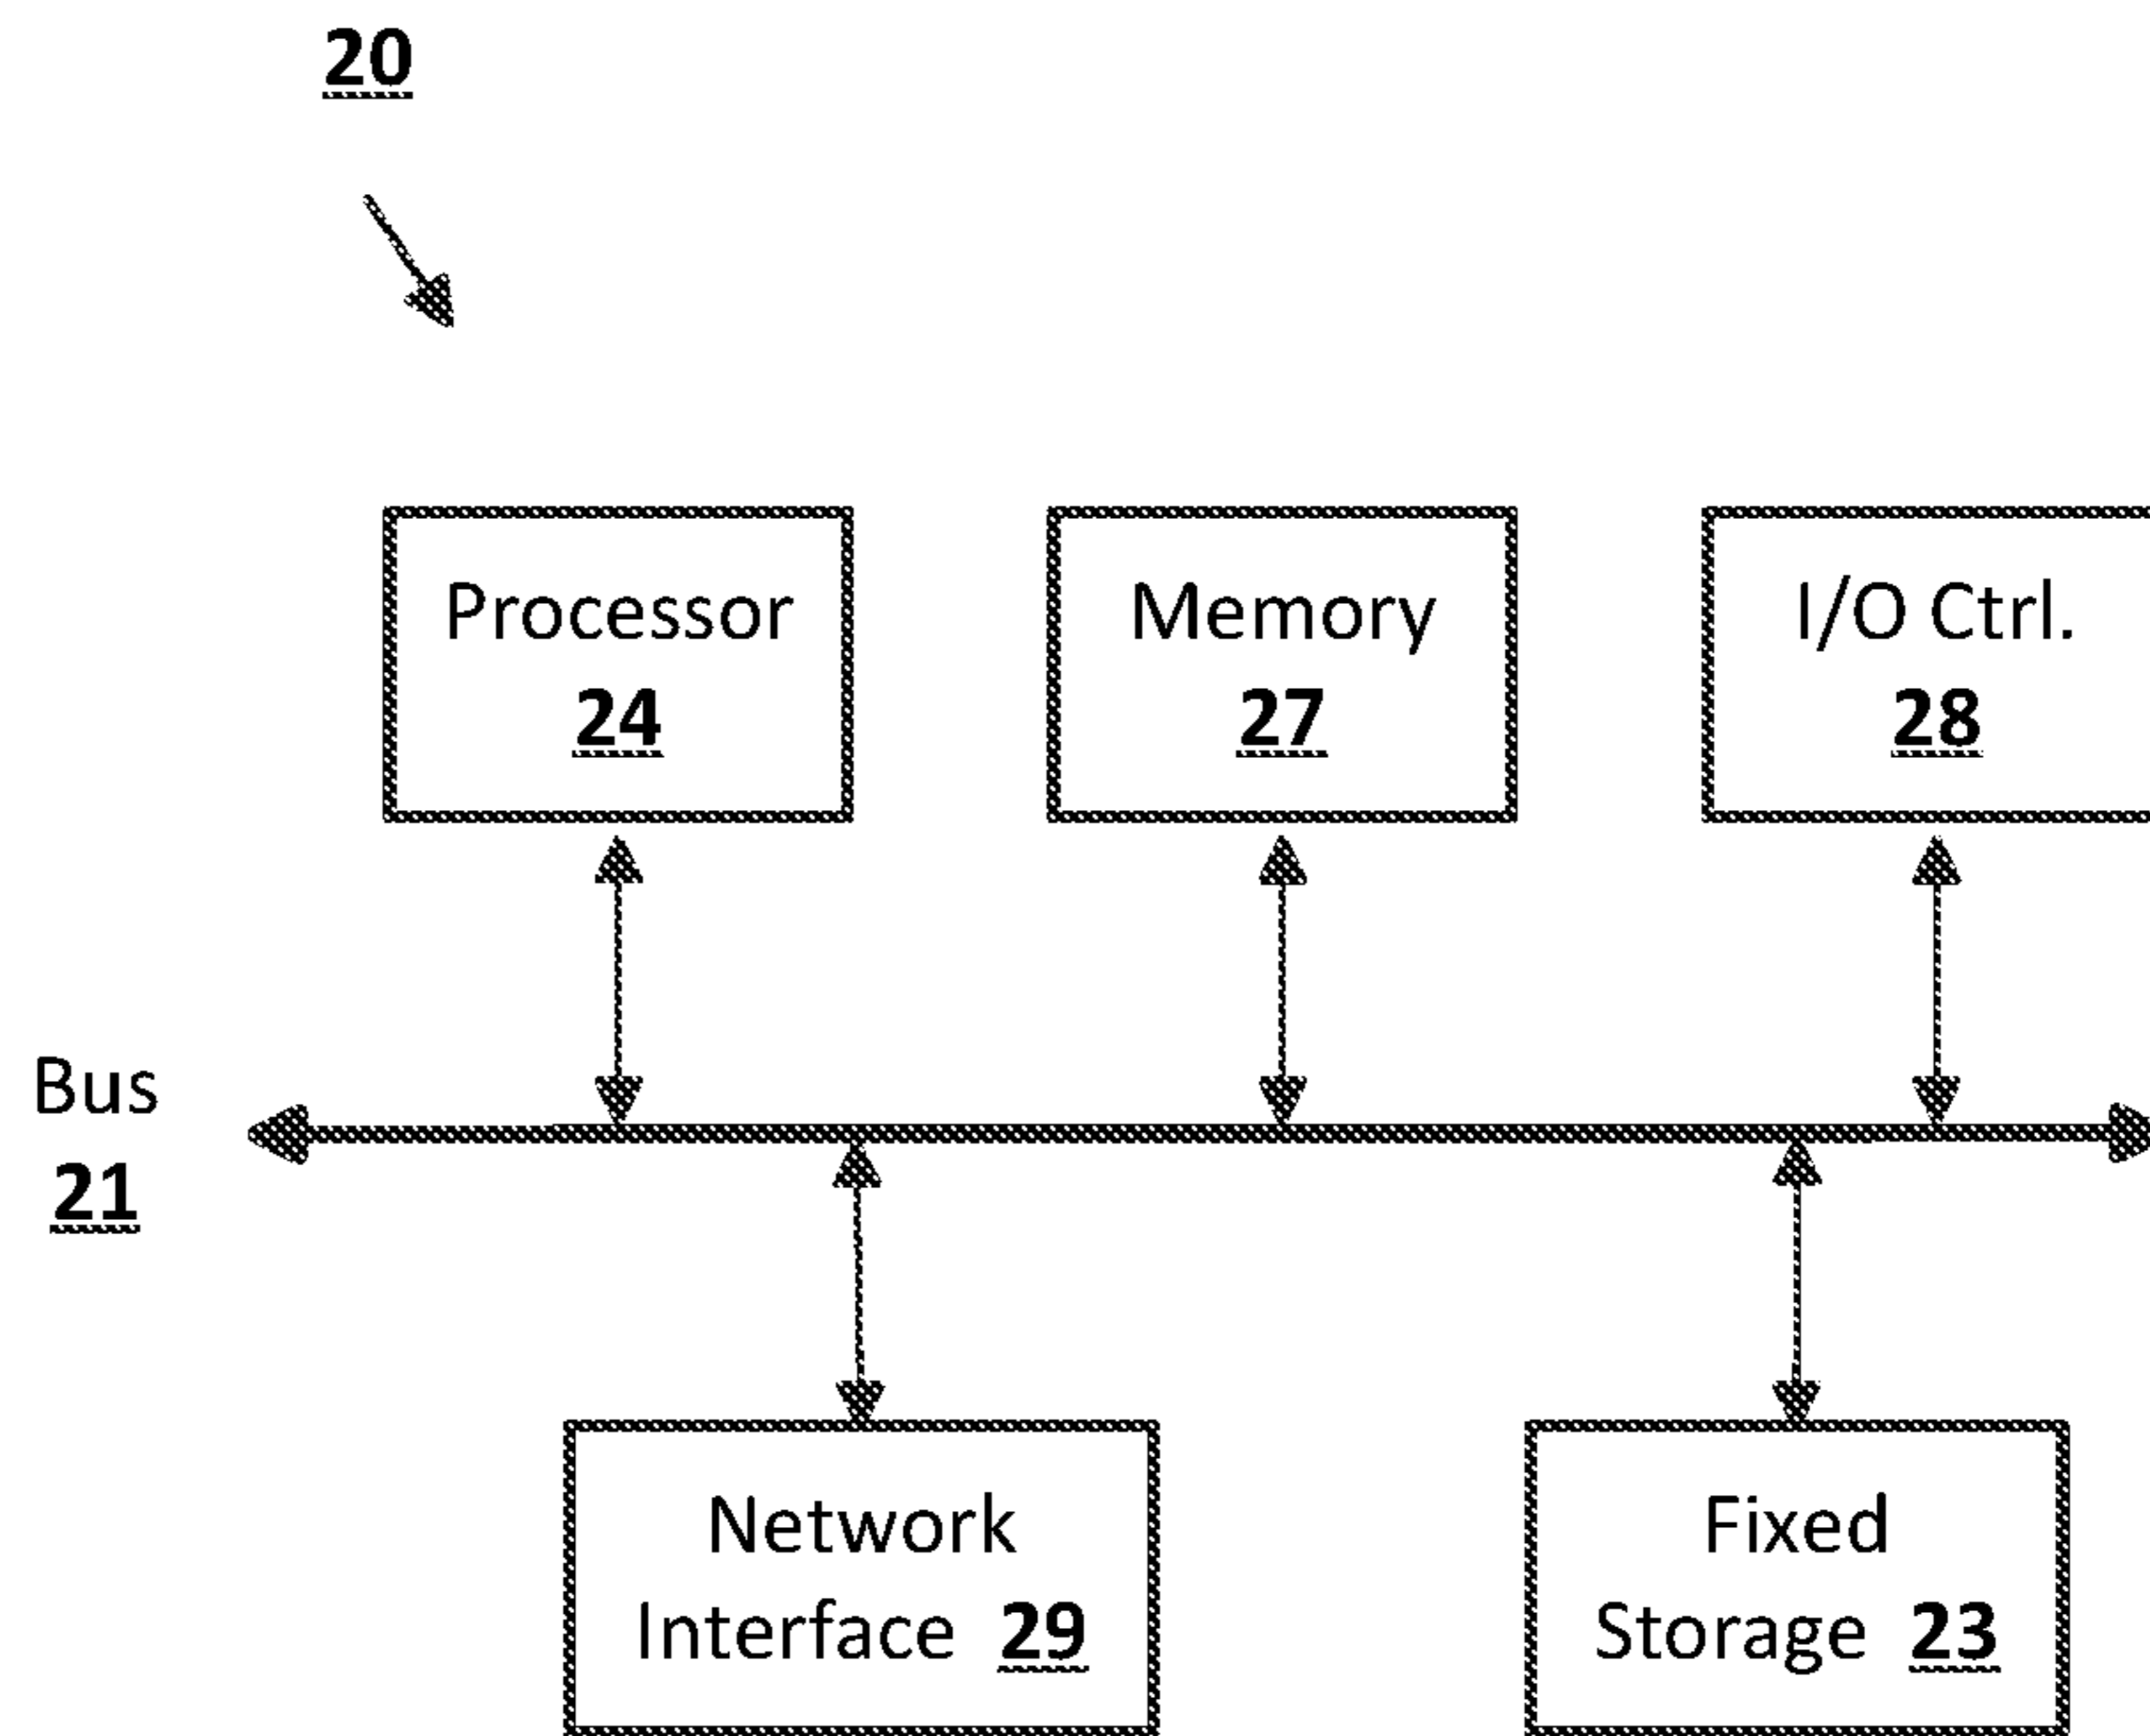 20
Processor
24
Memory
27
I/O Ctrl.
28
Bus
21
Network
Interface 29
Fixed
Storage 23